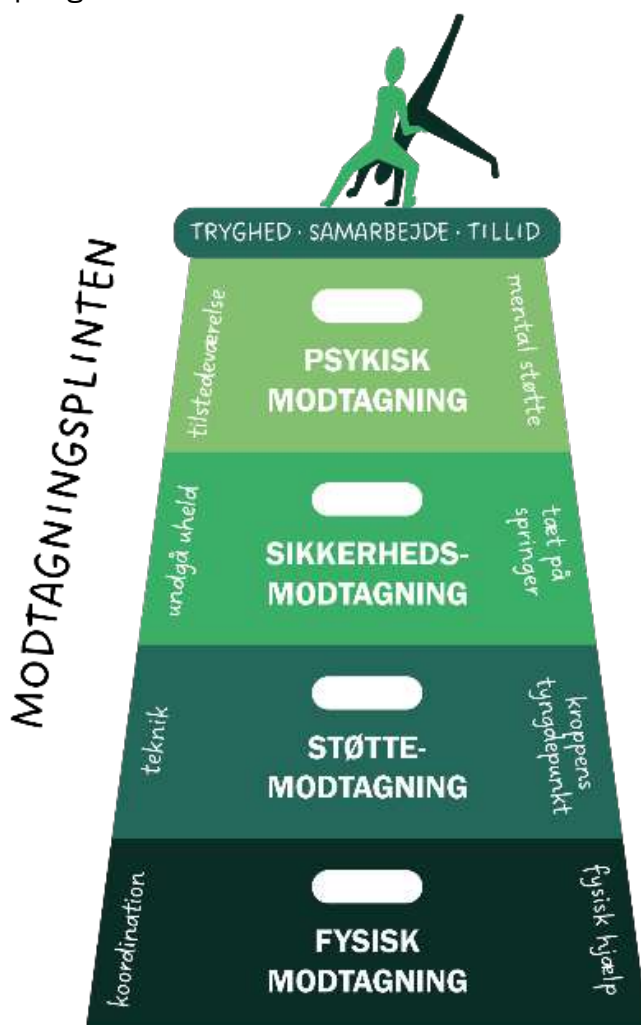 TRYGHED · SAMARBEJDE · TILLID
MODTAGNINGSPLINTEN
tilstedeværelse
PSYKISK
MODTAGNING
mental støtte
undgå uheld
SIKKERHEDS-
MODTAGNING
tæt på
springer
teknik
STØTTE-
MODTAGNING
kroppens
tyngdepunkt
koordination
FYSISK
MODTAGNING
fysisk hjælp